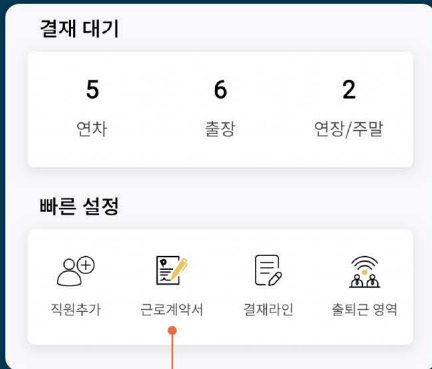 결재 대기
5 6 2
연차 출장 연장/주말
빠른 설정
직원추가 근로계약서 결재라인 출퇴근 영역